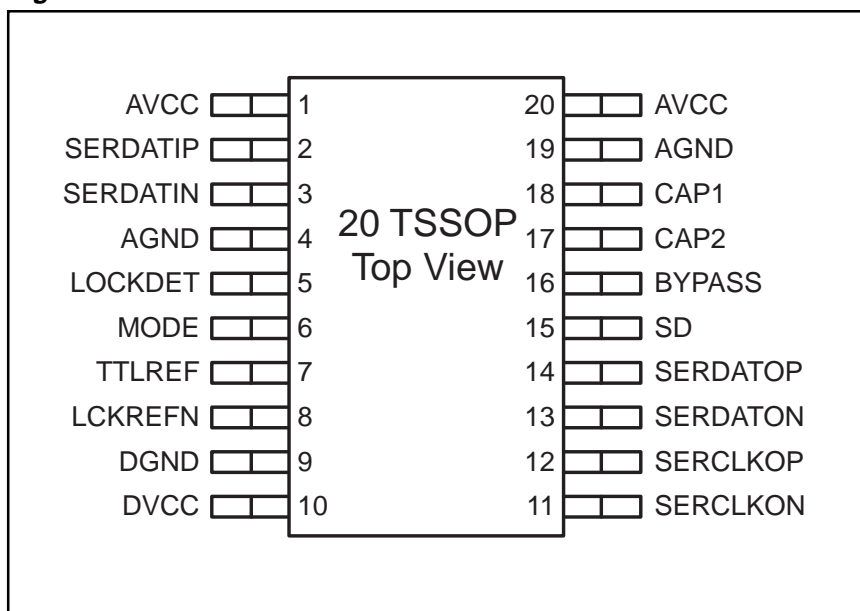 AVCC 1 20 AVCC
SERDATIP 2 19 AGND
SERDATIN 3 18 CAP1
AGND 4 17 CAP2
20 TSSOP
Top View
LOCKDET 5 16 BYPASS
MODE 6 15 SD
TTLREF 7 14 SERDATOP
LCKREFN 8 13 SERDATON
DGND 9 12 SERCLKOP
DVCC 10 11 SERCLKON